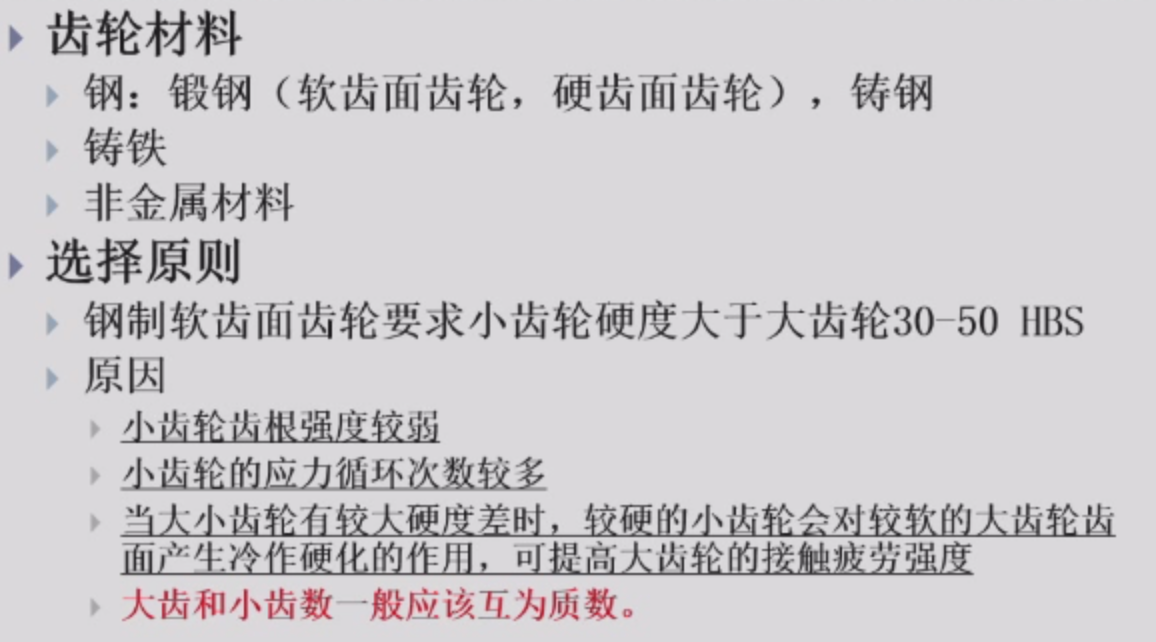 齿轮材料
钢：锻钢（软齿面齿轮，硬齿面齿轮），铸钢
铸铁
非金属材料
选择原则
钢制软齿面齿轮要求小齿轮硬度大于大齿轮30-50 HBS
原因
小齿轮齿根强度较弱
小齿轮的应力循环次数较多
当大小齿轮有较大硬度差时，较硬的小齿轮会对较软的大齿轮齿
面产生冷作硬化的作用，可提高大齿轮的接触疲劳强度
大齿和小齿数一般应该互为质数。